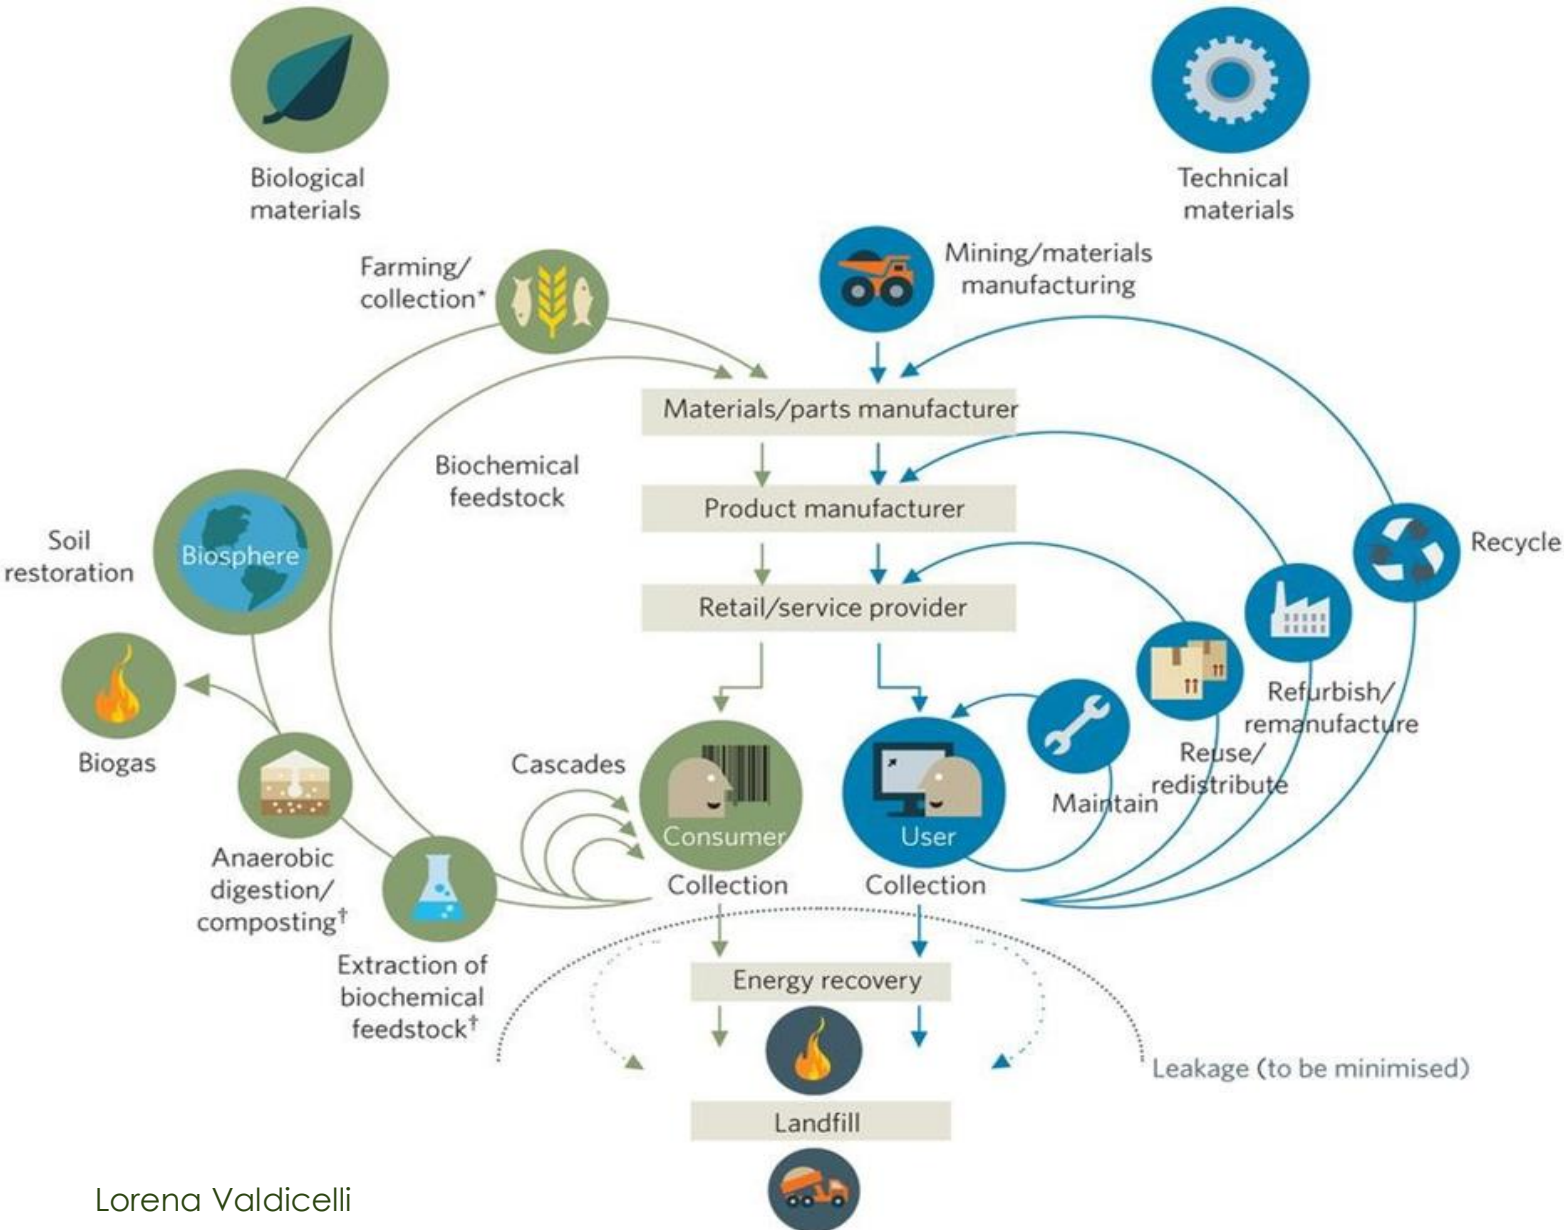 Biological
materials
Technical
materials
Farming/
collection*
Mining/materials
manufacturing
Materials/parts manufacturer
Biochemical
feedstock
Product manufacturer
Soil
restoration
Biosphere
Recycle
Retail/service provider
Refurbish/
remanufacture
Biogas
Cascades
Reuse/
redistribute
Maintain
Consumer
User
Anaerobic
digestion/
composting†
Collection
Collection
Extraction of
biochemical
feedstock†
Energy recovery
Leakage (to be minimised)
Landfill
Lorena Valdicelli